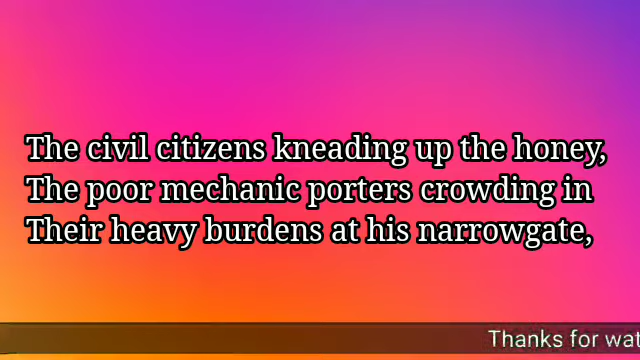 The civil citizens kneading up the honey,
The poor mechanic porters crowding in
Their heavy burdens at his narrowgate,
Thanks for